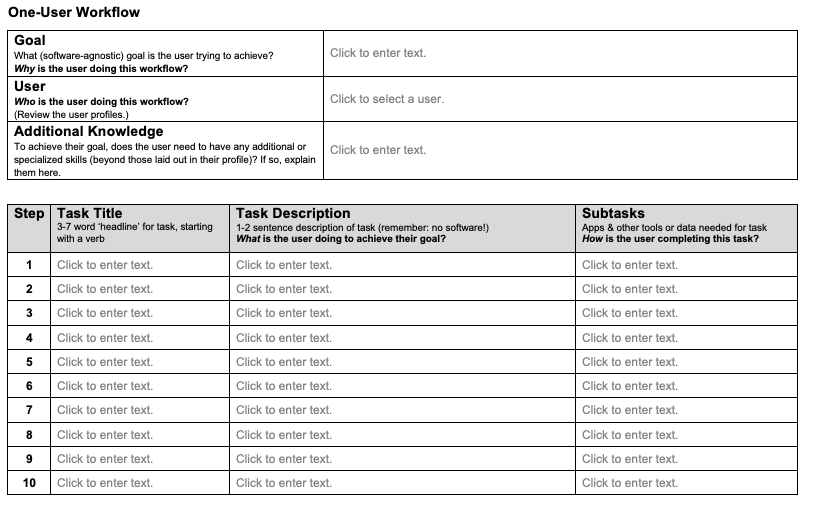 One-User Workflow
Goal
What (software-agnostic) goal is the user trying to achieve?
Why is the user doing this workflow?
Click to enter text.
User
Who is the user doing this workflow?
(Review the user profiles.)
Click to select a user.
Additional Knowledge
To achieve their goal, does the user need to have any additional or
specialized skills (beyond those laid out in their profile)? If so, explain
them here.
Click to enter text.
Step
Task Title
3-7 word ‘headline’ for task, starting
with a verb
Task Description
1-2 sentence description of task (remember: no software!)
What is the user doing to achieve their goal?
Subtasks
Apps & other tools or data needed for task
How is the user completing this task?
1 Click to enter text. Click to enter text. Click to enter text.
2 Click to enter text. Click to enter text. Click to enter text.
3 Click to enter text. Click to enter text. Click to enter text.
4 Click to enter text. Click to enter text. Click to enter text.
5 Click to enter text. Click to enter text. Click to enter text.
6 Click to enter text. Click to enter text. Click to enter text.
7 Click to enter text. Click to enter text. Click to enter text.
8 Click to enter text. Click to enter text. Click to enter text.
9 Click to enter text. Click to enter text. Click to enter text.
10 Click to enter text. Click to enter text. Click to enter text.